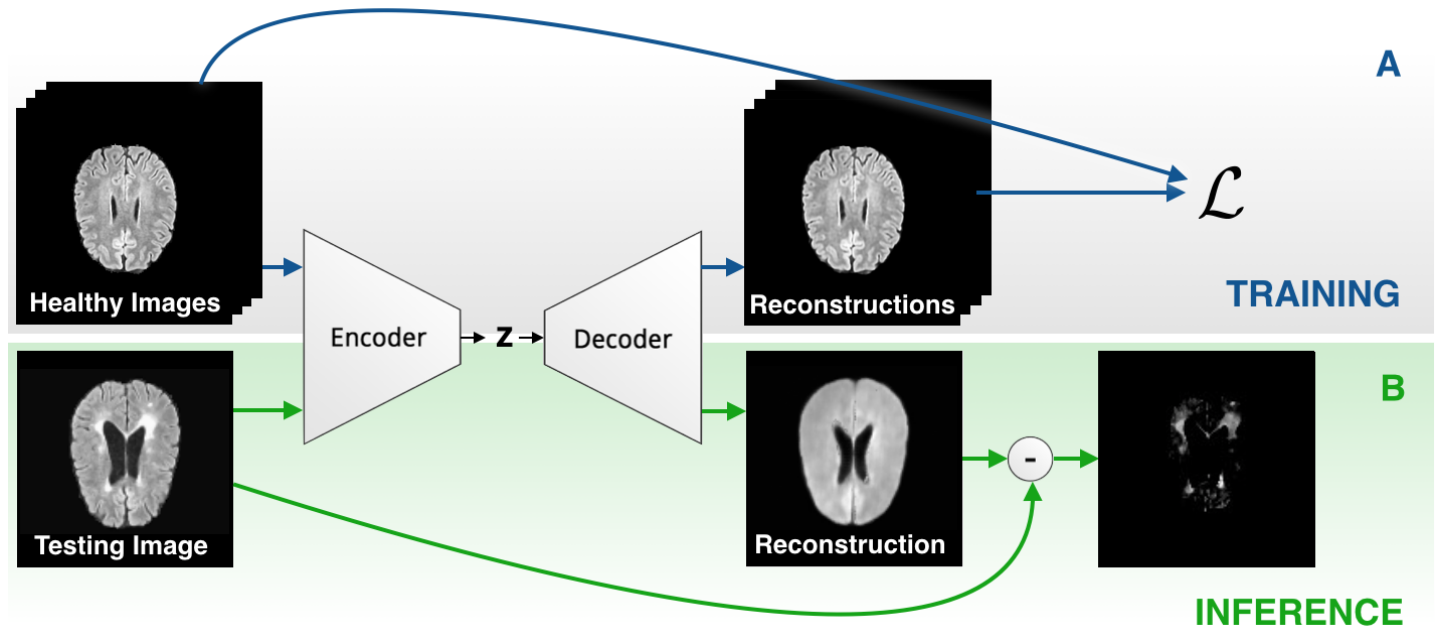 A
ℒ
TRAINING
Healthy Images
Reconstructions
Encoder
z
Decoder
B
-
Testing Image
Reconstruction
INFERENCE